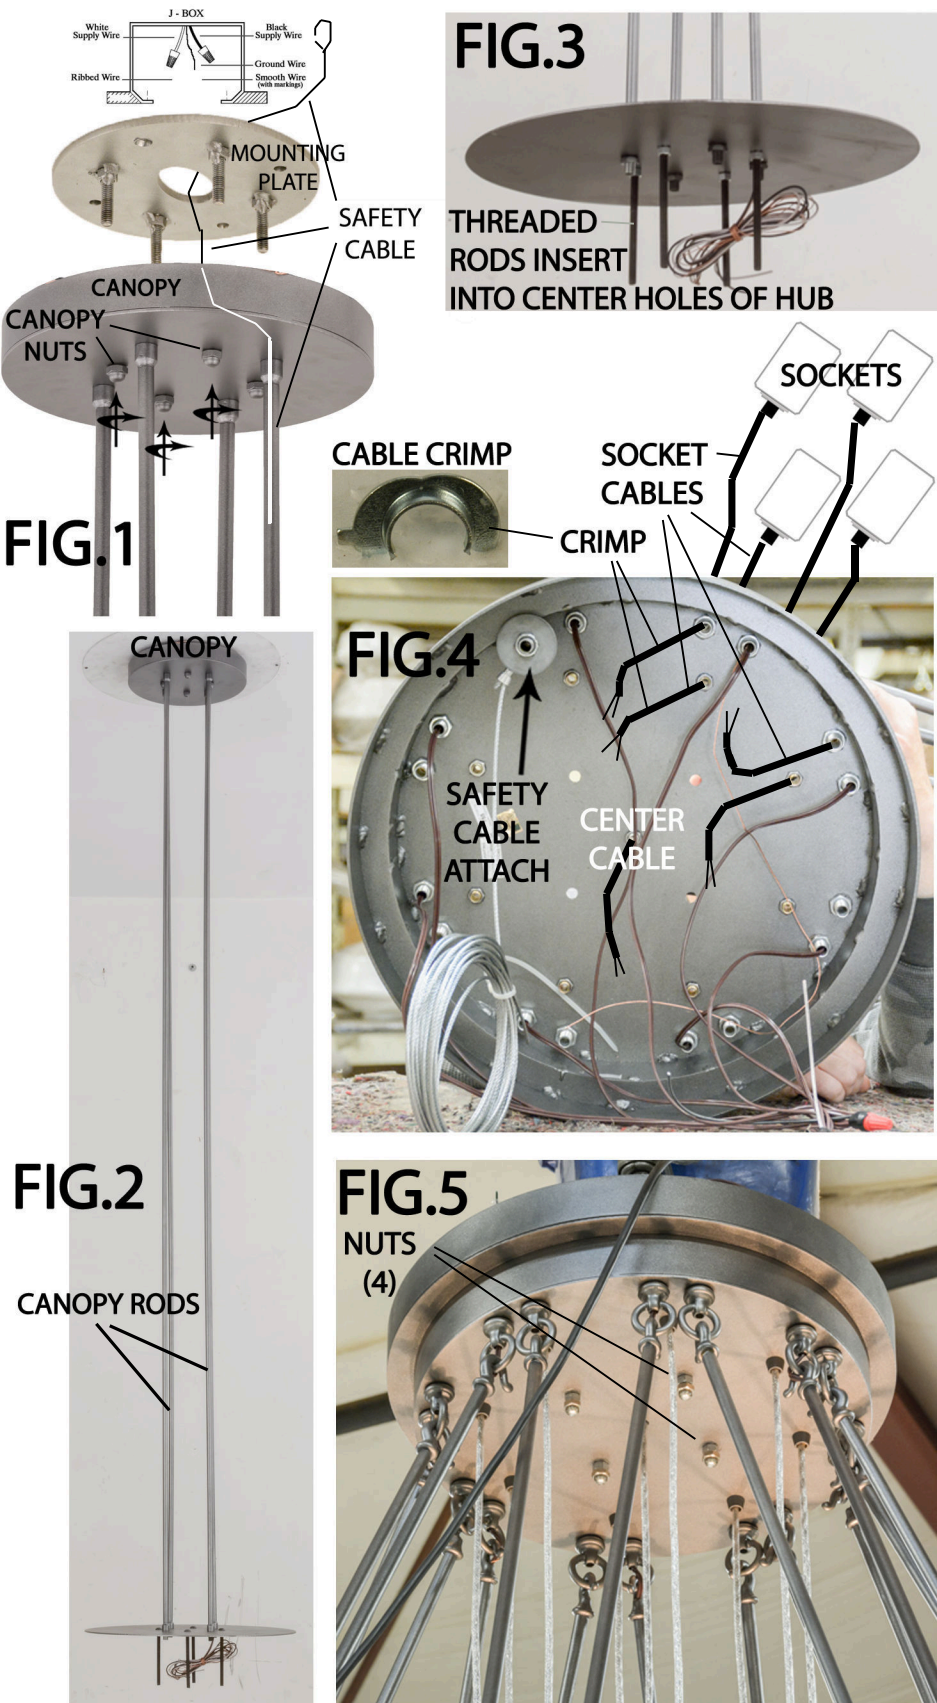 J - BOX
White
Supply Wire
Black
Supply Wire
Ground Wire
Ribbed Wire
Smooth Wire
(with markings)
MOUNTING
PLATE
SAFETY
CABLE
CANOPY
CANOPY
NUTS
FIG.1
FIG.3
THREADED
RODS INSERT
INTO CENTER HOLES OF HUB
SOCKETS
CABLE CRIMP
SOCKET
CABLES
CRIMP
FIG.4
SAFETY
CABLE
ATTACH
CENTER
CABLE
CANOPY
FIG.2
CANOPY RODS
FIG.5
NUTS
(4)